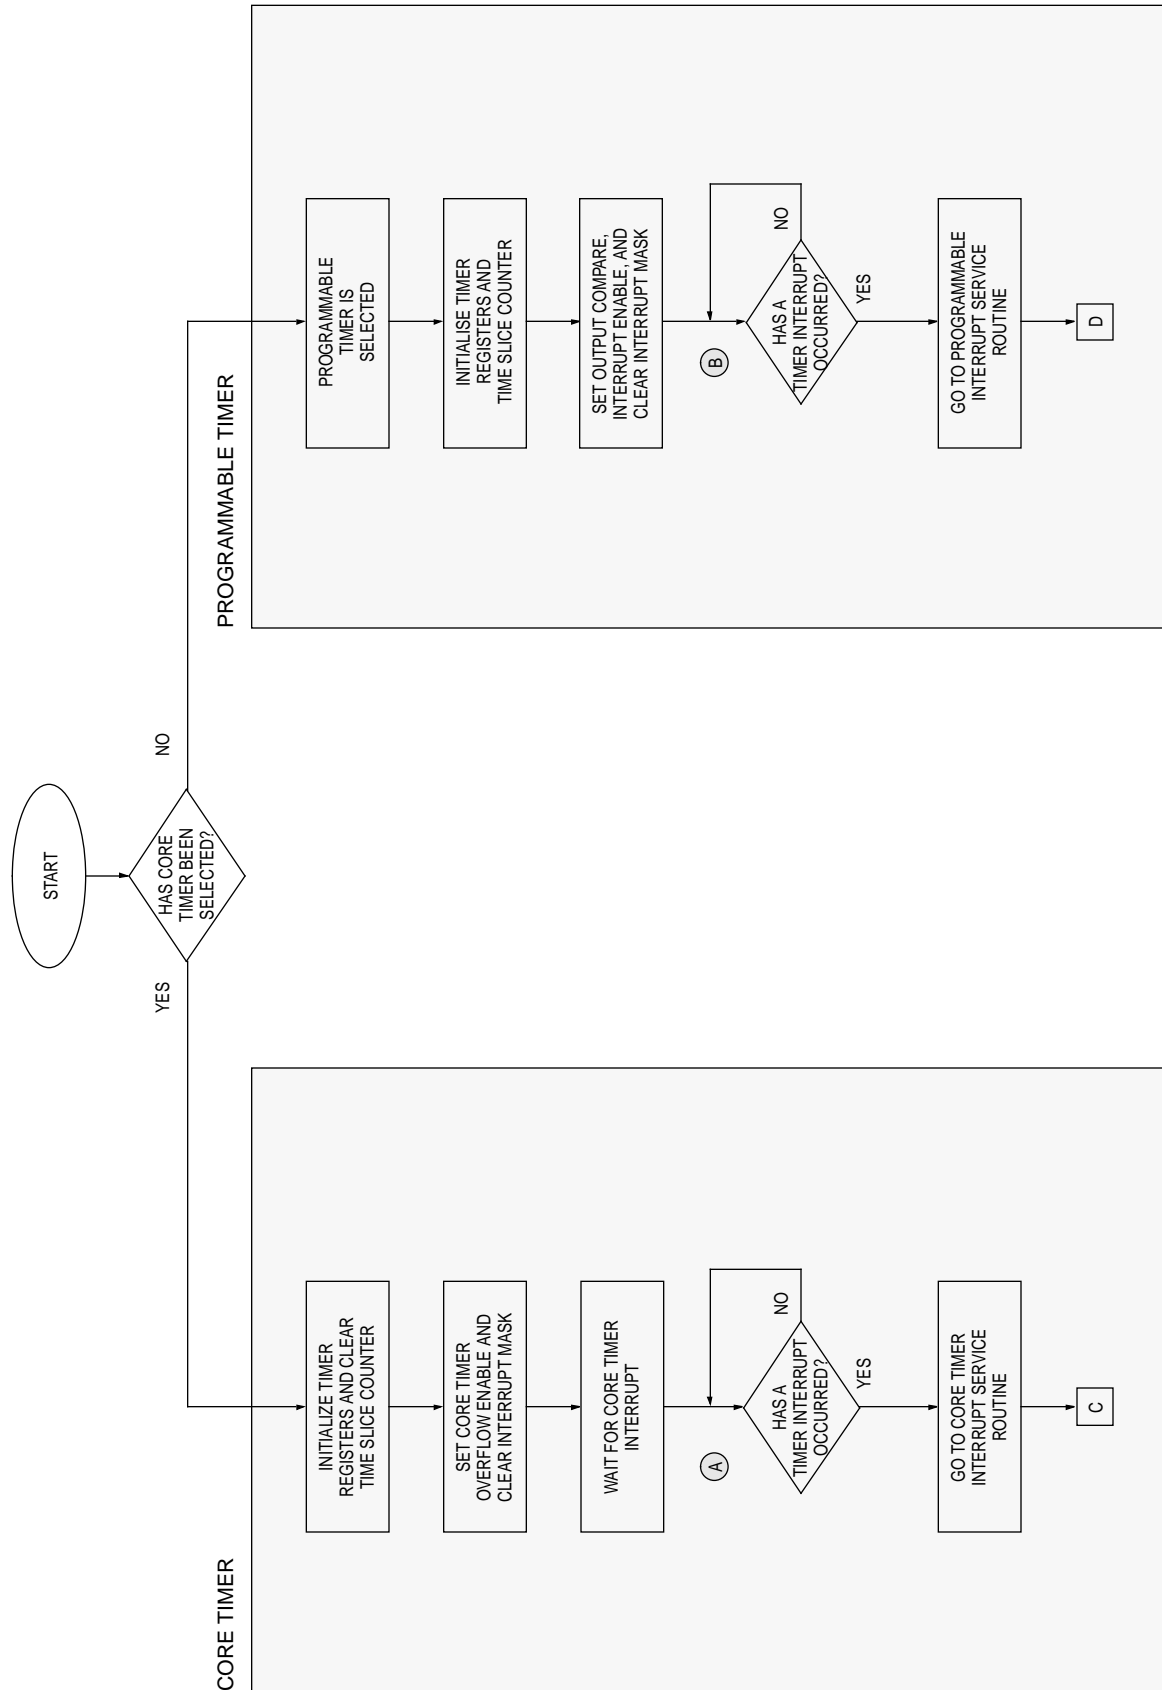 START
HAS CORE
TIMER BEEN
SELECTED?
YES
NO
CORE TIMER
INITIALIZE TIMER
REGISTERS AND CLEAR
TIME SLICE COUNTER
SET CORE TIMER
OVERFLOW ENABLE AND
CLEAR INTERRUPT MASK
WAIT FOR CORE TIMER
INTERRUPT
A
HAS A
TIMER INTERRUPT
OCCURRED?
NO
YES
GO TO CORE TIMER
INTERRUPT SERVICE
ROUTINE
C
PROGRAMMABLE TIMER
PROGRAMMABLE
TIMER IS
SELECTED
INITIALISE TIMER
REGISTERS AND
TIME SLICE COUNTER
SET OUTPUT COMPARE,
INTERRUPT ENABLE, AND
CLEAR INTERRUPT MASK
B
HAS A
TIMER INTERRUPT
OCCURRED?
NO
YES
GO TO PROGRAMMABLE
INTERRUPT SERVICE
ROUTINE
D